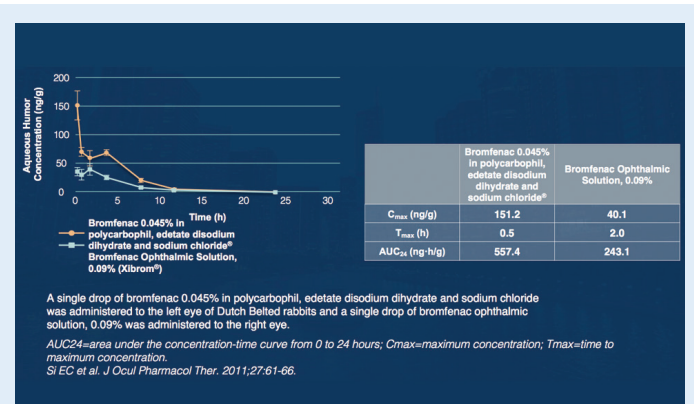 200
150
100
50
0
Aqueous Humor
Concentration (ng/g)
0 5 10 15 20 25 30
Time (h)
Bromfenac 0.045% in
polycarbophil, edetate disodium
dihydrate and sodium chloride®
Bromfenac Ophthalmic Solution,
0.09% (Xibrom®)
Bromfenac 0.045%
in polycarbophil,
edetate disodium
dihydrate and
sodium chloride®
Bromfenac Ophthalmic
Solution, 0.09%
Cmax (ng/g) 151.2 40.1
Tmax (h) 0.5 2.0
AUC24 (ng·h/g) 557.4 243.1
A single drop of bromfenac 0.045% in polycarbophil, edetate disodium dihydrate and sodium chloride
was administered to the left eye of Dutch Belted rabbits and a single drop of bromfenac ophthalmic
solution, 0.09% was administered to the right eye.
AUC24=area under the concentration-time curve from 0 to 24 hours; Cmax=maximum concentration; Tmax=time to
maximum concentration.
Si EC et al. J Ocul Pharmacol Ther. 2011;27:61-66.